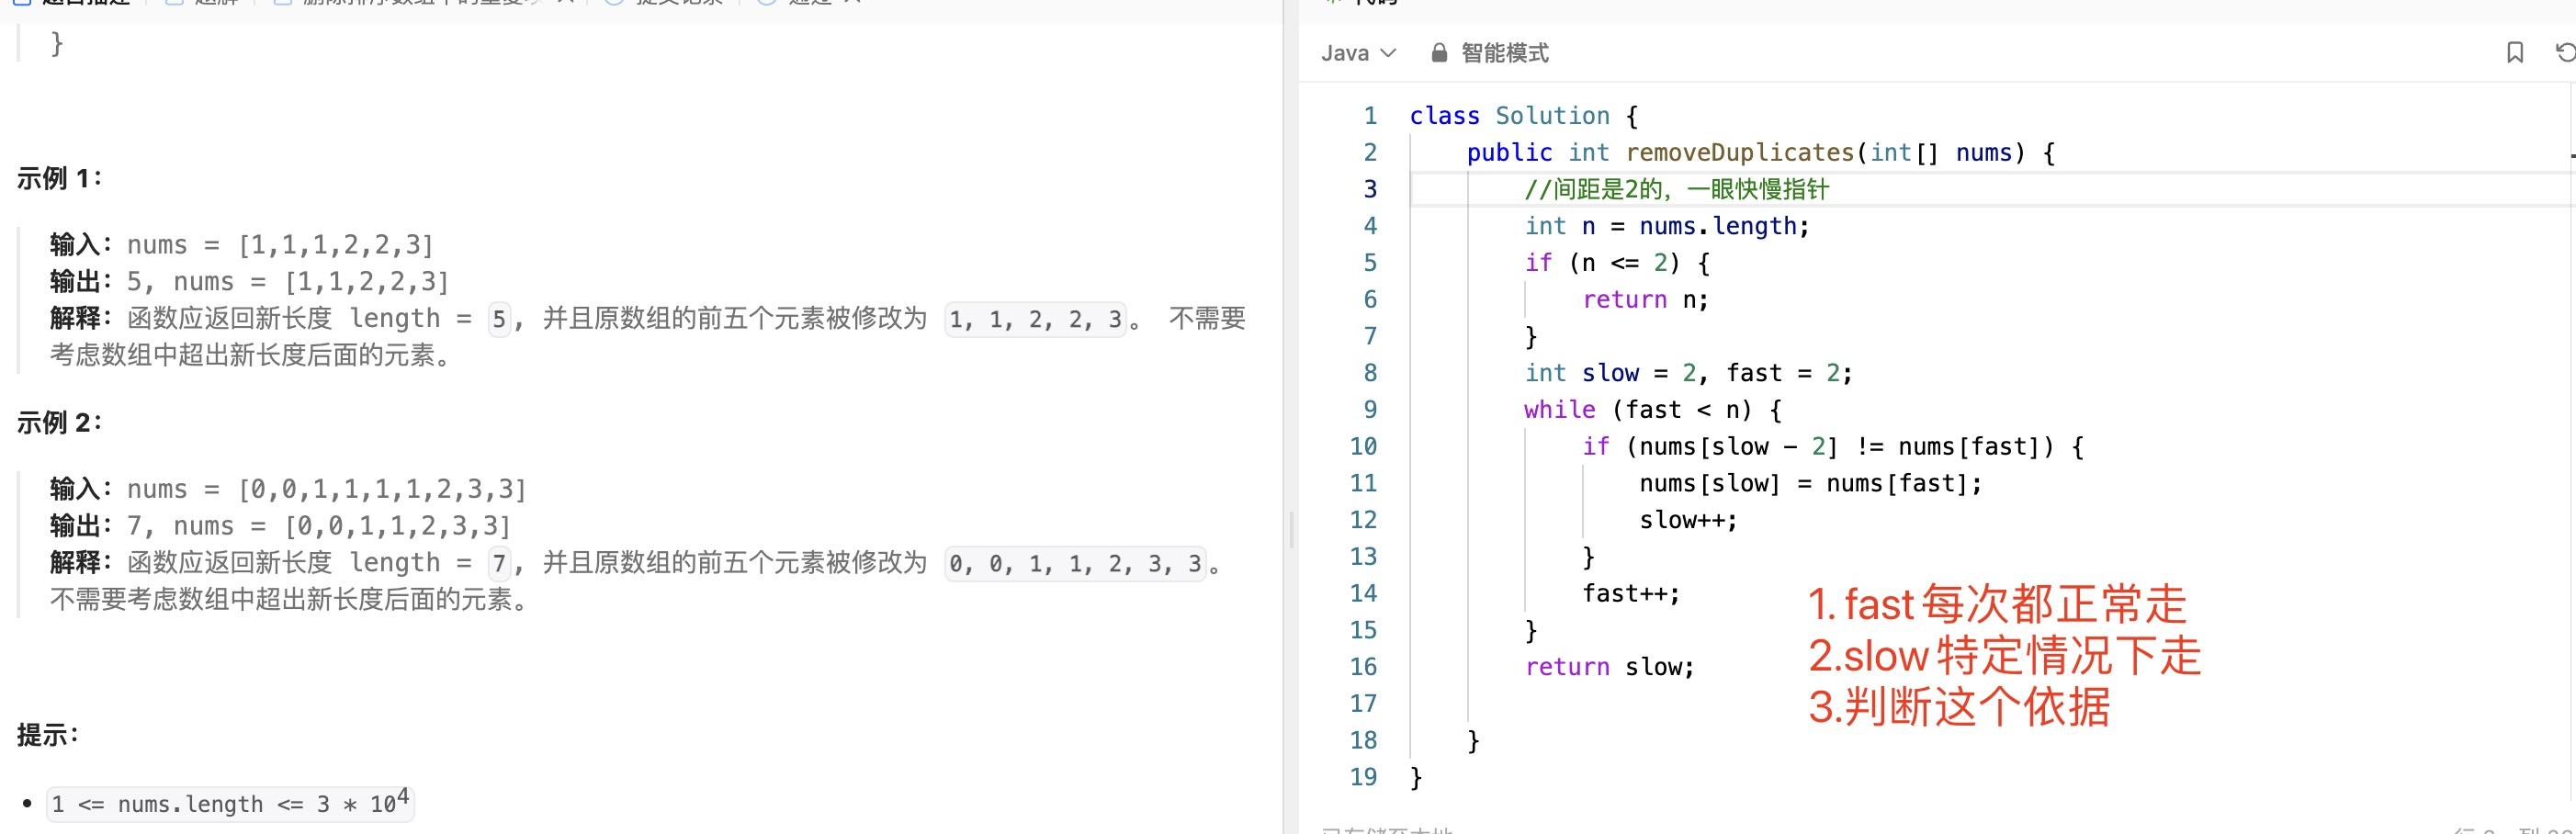 }
示例 1：
输入：nums = [1,1,1,2,2,3]
输出：5, nums = [1,1,2,2,3]
解释：函数应返回新长度 length = 5, 并且原数组的前五个元素被修改为 1, 1, 2, 2, 3。 不需要
考虑数组中超出新长度后面的元素。
示例 2：
输入：nums = [0,0,1,1,1,1,2,3,3]
输出：7, nums = [0,0,1,1,2,3,3]
解释：函数应返回新长度 length = 7, 并且原数组的前五个元素被修改为 0, 0, 1, 1, 2, 3, 3。
不需要考虑数组中超出新长度后面的元素。
提示：
• 1 <= nums.length <= 3 * 10⁴
代码
Java 智能模式
1 class Solution {
2 public int removeDuplicates(int[] nums) {
3 //间距是2的，一眼快慢指针
4 int n = nums.length;
5 if (n <= 2) {
6 return n;
7 }
8 int slow = 2, fast = 2;
9 while (fast < n) {
10 if (nums[slow - 2] != nums[fast]) {
11 nums[slow] = nums[fast];
12 slow++;
13 }
14 fast++;
15 }
16 return slow;
17
18 }
19 }
1. fast每次都正常走
2.slow特定情况下走
3.判断这个依据